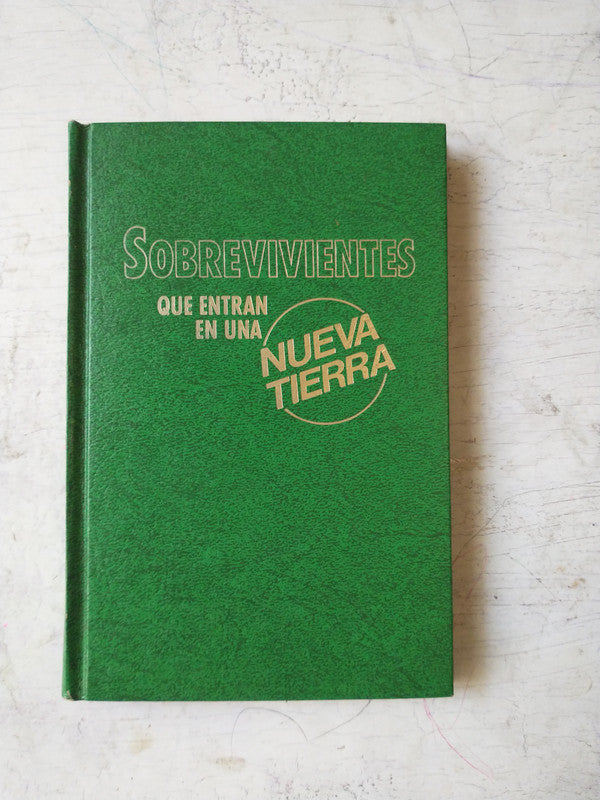 SOBREVIVIENTES
QUE ENTRAN
EN UNA
NUEVA
TIERRA